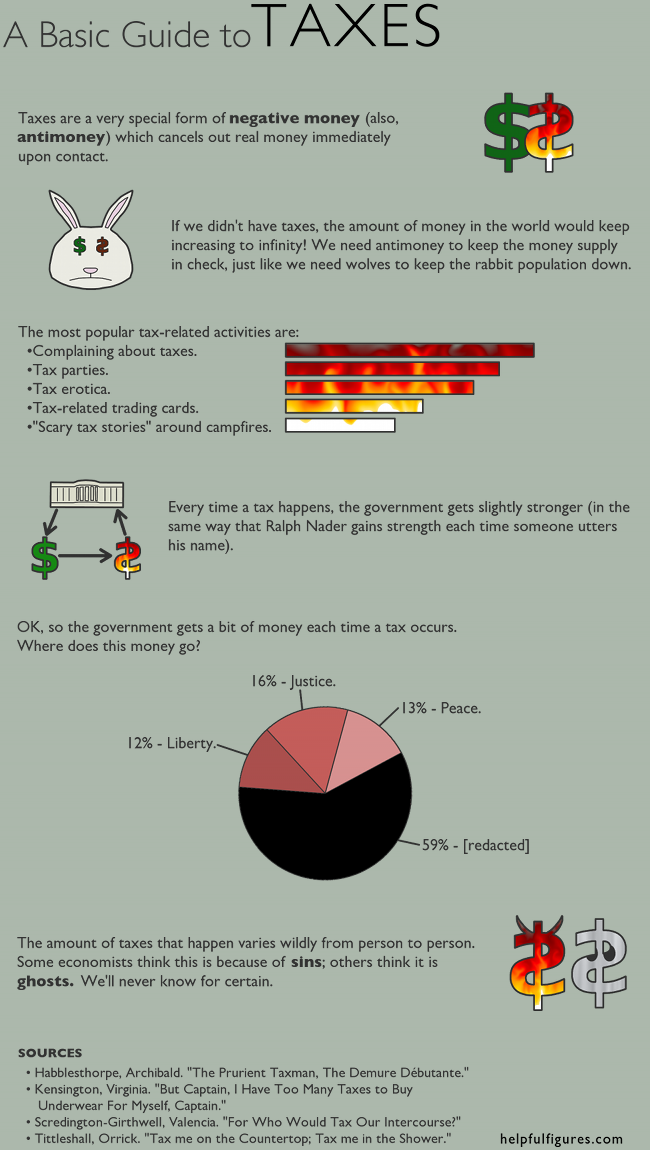 A Basic Guide to TAXES
Taxes are a very special form of negative money (also,
antimoney) which cancels out real money immediately
upon contact.
If we didn't have taxes, the amount of money in the world would keep
increasing to infinity! We need antimoney to keep the money supply
in check, just like we need wolves to keep the rabbit population down.
The most popular tax-related activities are:
•Complaining about taxes.
•Tax parties.
•Tax erotica.
•Tax-related trading cards.
•"Scary tax stories" around campfires.
Every time a tax happens, the government gets slightly stronger (in the
same way that Ralph Nader gains strength each time someone utters
his name).
OK, so the government gets a bit of money each time a tax occurs.
Where does this money go?
16% - Justice.
13% - Peace.
12% - Liberty.
59% - [redacted]
The amount of taxes that happen varies wildly from person to person.
Some economists think this is because of sins; others think it is
ghosts. We'll never know for certain.
SOURCES
• Habblesthorpe, Archibald. "The Prurient Taxman, The Demure Débutante."
• Kensington, Virginia. "But Captain, I Have Too Many Taxes to Buy
Underwear For Myself, Captain."
• Scredington-Girthwell, Valencia. "For Who Would Tax Our Intercourse?"
• Tittleshall, Orrick. "Tax me on the Countertop; Tax me in the Shower."
helpfulfigures.com